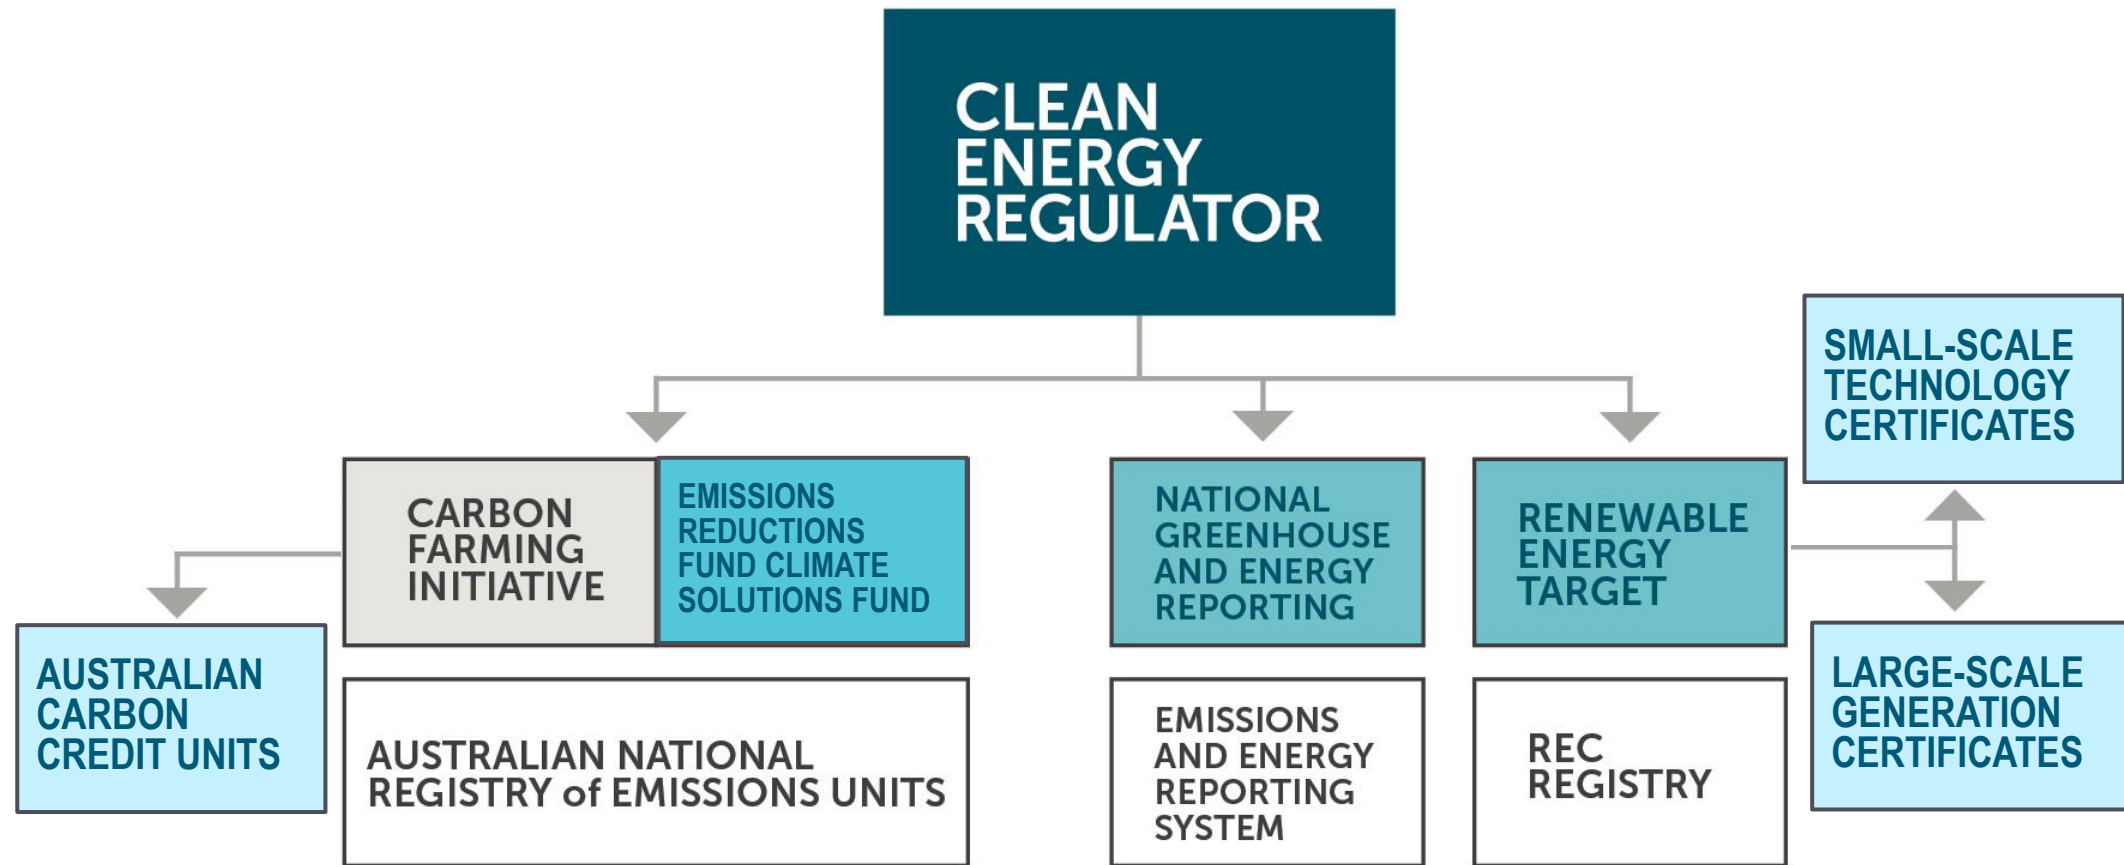 CLEAN
ENERGY
REGULATOR
SMALL-SCALE
TECHNOLOGY
CERTIFICATES
CARBON
FARMING
INITIATIVE
EMISSIONS
REDUCTIONS
FUND CLIMATE
SOLUTIONS FUND
NATIONAL
GREENHOUSE
AND ENERGY
REPORTING
RENEWABLE
ENERGY
TARGET
AUSTRALIAN
CARBON
CREDIT UNITS
AUSTRALIAN NATIONAL
REGISTRY of EMISSIONS UNITS
EMISSIONS
AND ENERGY
REPORTING
SYSTEM
REC
REGISTRY
LARGE-SCALE
GENERATION
CERTIFICATES